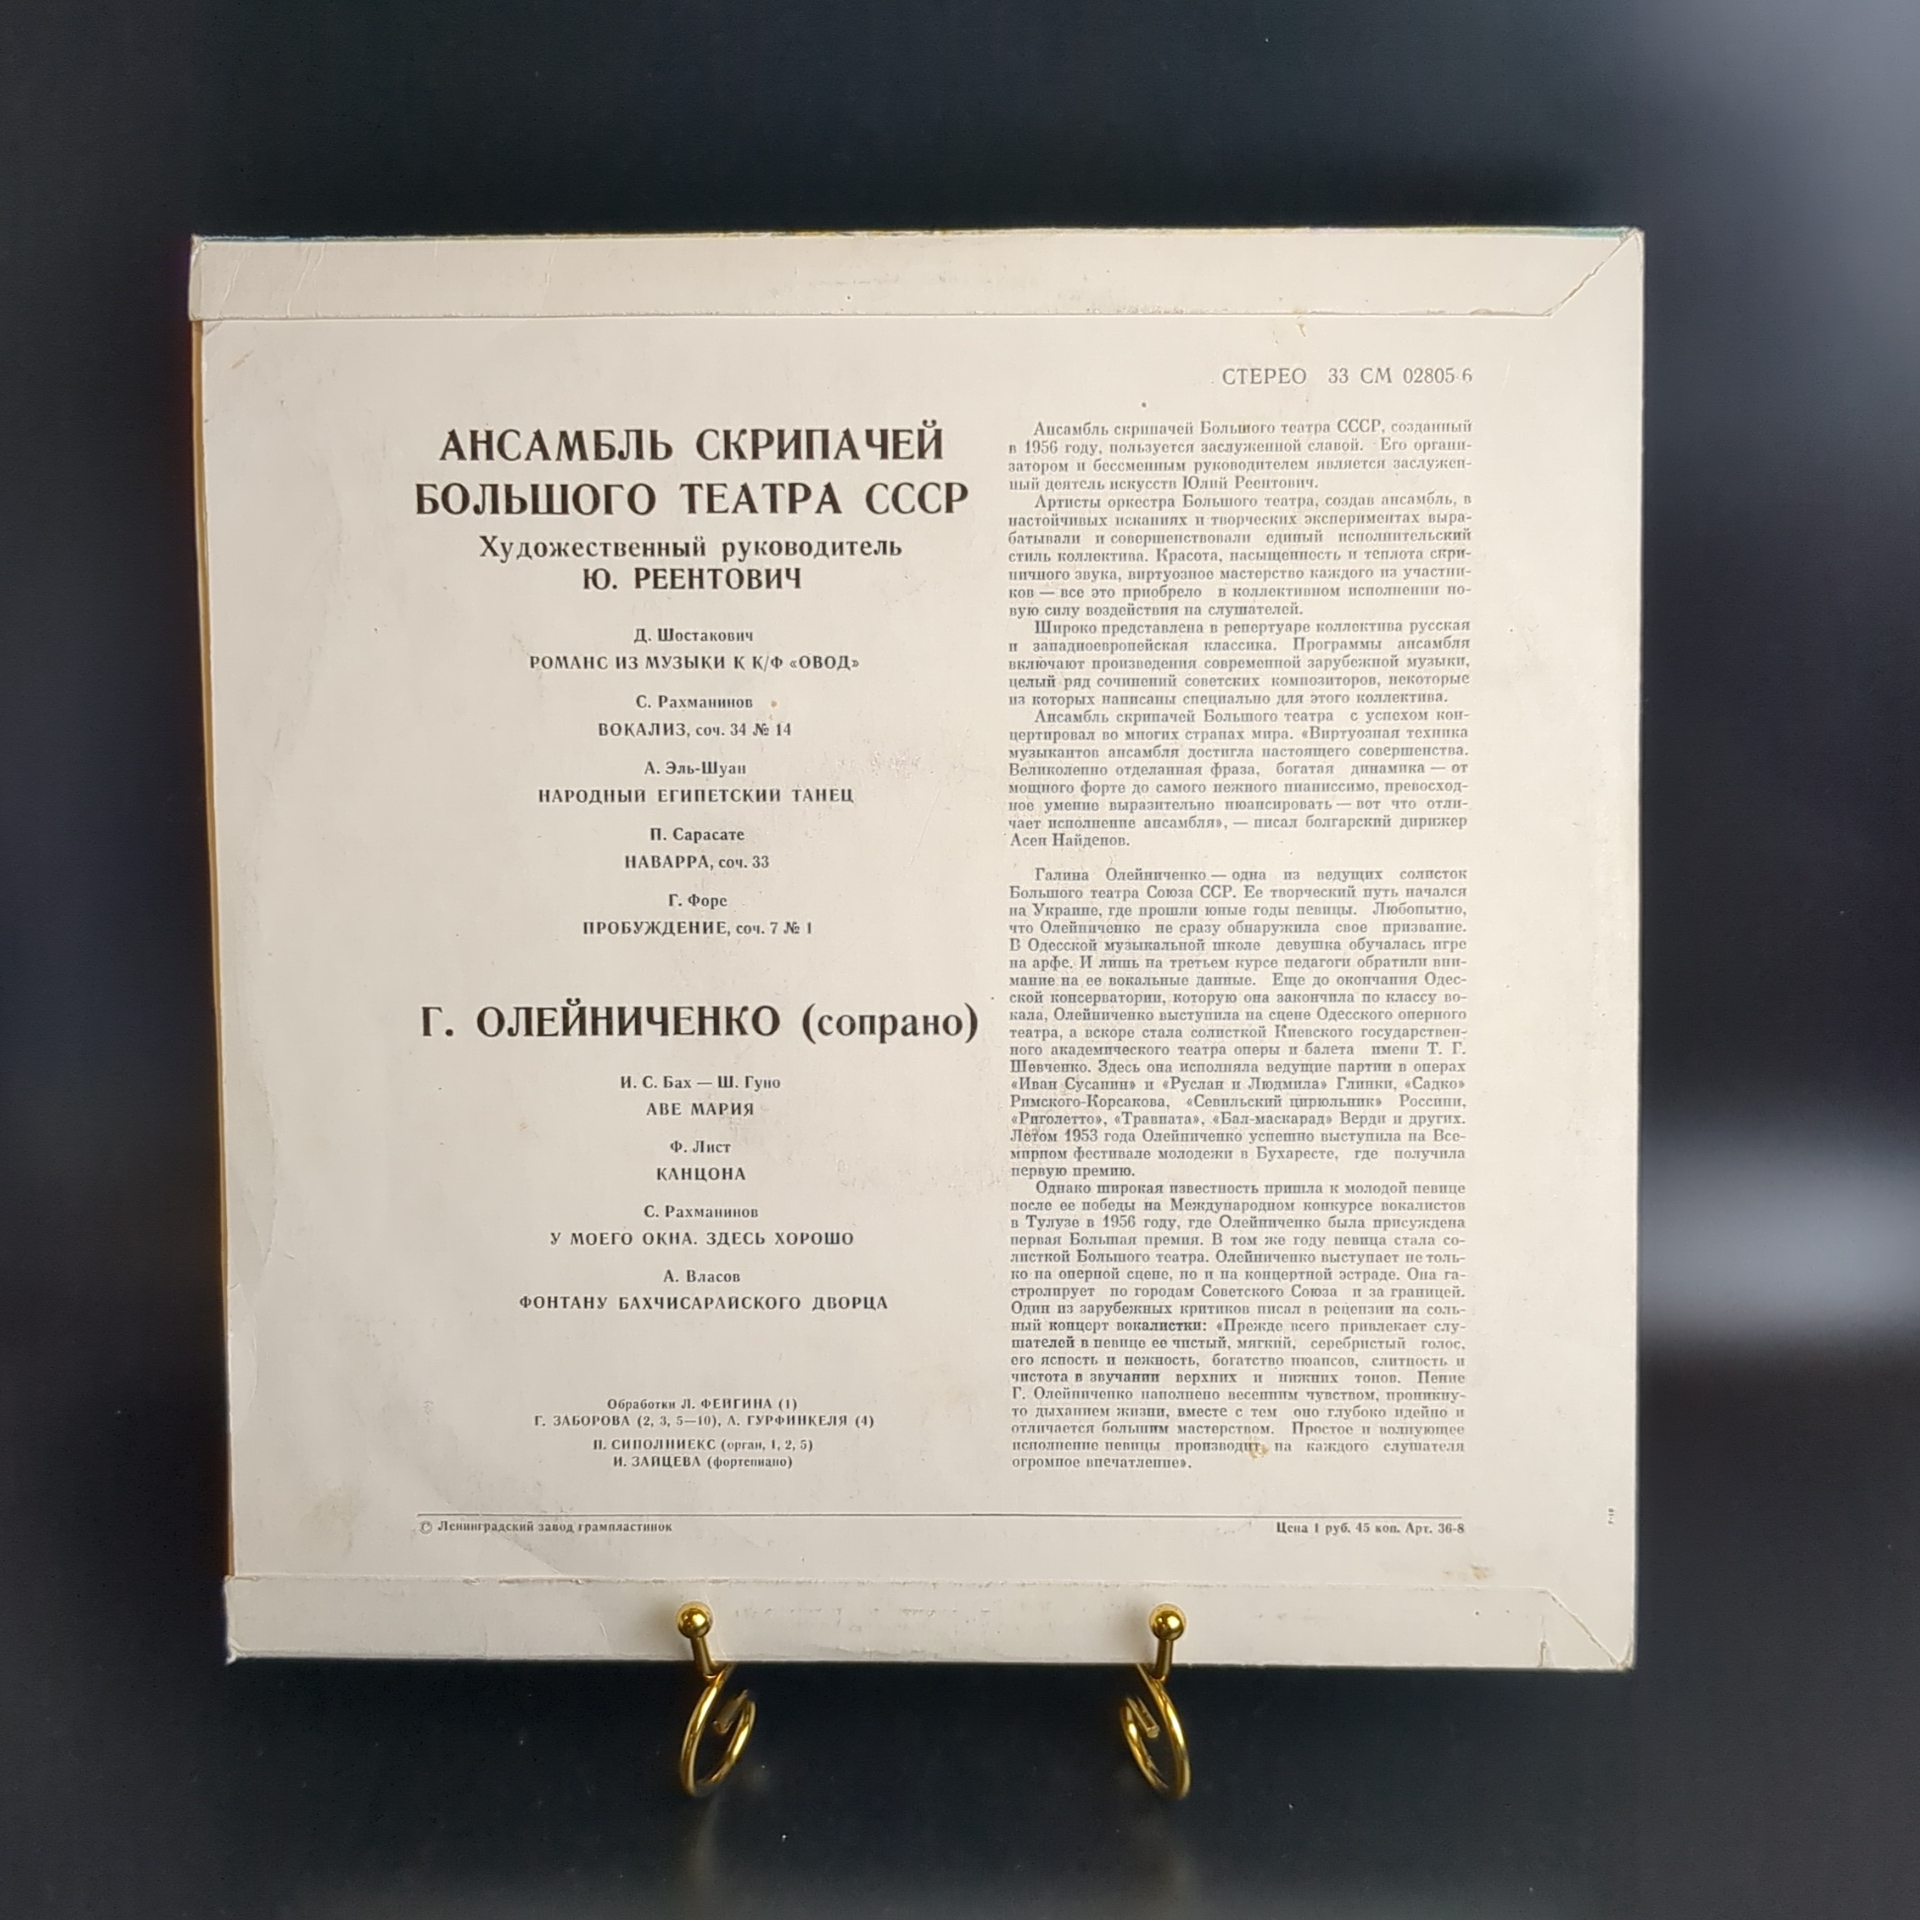 СТЕРЕО 33 СМ 02805-6
АНСАМБЛЬ СКРИПАЧЕЙ
БОЛЬШОГО ТЕАТРА СССР
Художественный руководитель
Ю. РЕЕНТОВИЧ
Д. Шостакович
РОМАНС ИЗ МУЗЫКИ К К/Ф «ОВОД»
С. Рахманинов
ВОКАЛИЗ, соч. 34 № 14
А. Эль-Шуан
НАРОДНЫЙ ЕГИПЕТСКИЙ ТАНЕЦ
П. Сарасате
НАВАРРА, соч. 33
Г. Форе
ПРОБУЖДЕНИЕ, соч. 7 № 1
Г. ОЛЕЙНИЧЕНКО (сопрано)
И. С. Бах — Ш. Гуно
АВЕ МАРИЯ
Ф. Лист
КАНЦОНА
С. Рахманинов
У МОЕГО ОКНА. ЗДЕСЬ ХОРОШО
А. Власов
ФОНТАНУ БАХЧИСАРАЙСКОГО ДВОРЦА
Обработки Л. ФЕЙГИНА (1)
Г. ЗАБОРОВА (2, 3, 5—10), Л. ГУРФИНКЕЛЯ (4)
П. СИПОЛНИЕКС (орган, 1, 2, 5)
И. ЗАЙЦЕВА (фортепиано)
Ансамбль скрипачей Большого театра СССР, созданный
в 1956 году, пользуется заслуженной славой. Его органи-
затором и бессменным руководителем является заслужен-
ный деятель искусств Юлий Реентович.
Артисты оркестра Большого театра, создав ансамбль, в
настойчивых исканиях и творческих экспериментах выра-
батывали и совершенствовали единый исполнительский
стиль коллектива. Красота, насыщенность и теплота скри-
пичного звука, виртуозное мастерство каждого из участни-
ков — все это приобрело в коллективном исполнении но-
вую силу воздействия на слушателей.
Широко представлена в репертуаре коллектива русская
и западноевропейская классика. Программы ансамбля
включают произведения современной зарубежной музыки,
целый ряд сочинений советских композиторов, некоторые
из которых написаны специально для этого коллектива.
Ансамбль скрипачей Большого театра с успехом кон-
цертировал во многих странах мира. «Виртуозная техника
музыкантов ансамбля достигла настоящего совершенства.
Великолепно отделанная фраза, богатая динамика — от
мощного форте до самого нежного пианиссимо, превосход-
ное умение выразительно нюансировать — вот что отли-
чает исполнение ансамбля», — писал болгарский дирижер
Асен Найденов.
Галина Олейниченко — одна из ведущих солисток
Большого театра Союза ССР. Ее творческий путь начался
на Украине, где прошли юные годы певицы. Любопытно,
что Олейниченко не сразу обнаружила свое призвание.
В Одесской музыкальной школе девушка обучалась игре
на арфе. И лишь на третьем курсе педагоги обратили вни-
мание на ее вокальные данные. Еще до окончания Одес-
ской консерватории, которую она закончила по классу во-
кала, Олейниченко выступила на сцене Одесского оперного
театра, а вскоре стала солисткой Киевского государствен-
ного академического театра оперы и балета имени Т. Г.
Шевченко. Здесь она исполняла ведущие партии в операх
«Иван Сусанин» и «Руслан и Людмила» Глинки, «Садко»
Римского-Корсакова, «Севильский цирюльник» Россини,
«Риголетто», «Травиата», «Бал-маскарад» Верди и других.
Летом 1953 года Олейниченко успешно выступила на Все-
мирном фестивале молодежи в Бухаресте, где получила
первую премию.
Однако широкая известность пришла к молодой певице
после ее победы на Международном конкурсе вокалистов
в Тулузе в 1956 году, где Олейниченко была присуждена
первая Большая премия. В том же году певица стала со-
листкой Большого театра. Олейниченко выступает не толь-
ко на оперной сцене, но и на концертной эстраде. Она га-
стролирует по городам Советского Союза и за границей.
Один из зарубежных критиков писал в рецензии на соль-
ный концерт вокалистки: «Прежде всего привлекает слу-
шателей в певице ее чистый, мягкий, серебристый голос,
его ясность и нежность, богатство нюансов, слитность и
чистота в звучании верхних и нижних тонов. Пение
Г. Олейниченко наполнено весенним чувством, проникну-
то дыханием жизни, вместе с тем оно глубоко идейно и
отличается большим мастерством. Простое и волнующее
исполнение певицы производит на каждого слушателя
огромное впечатление».
© Ленинградский завод грампластинок
Цена 1 руб. 45 коп. Арт. 36-8